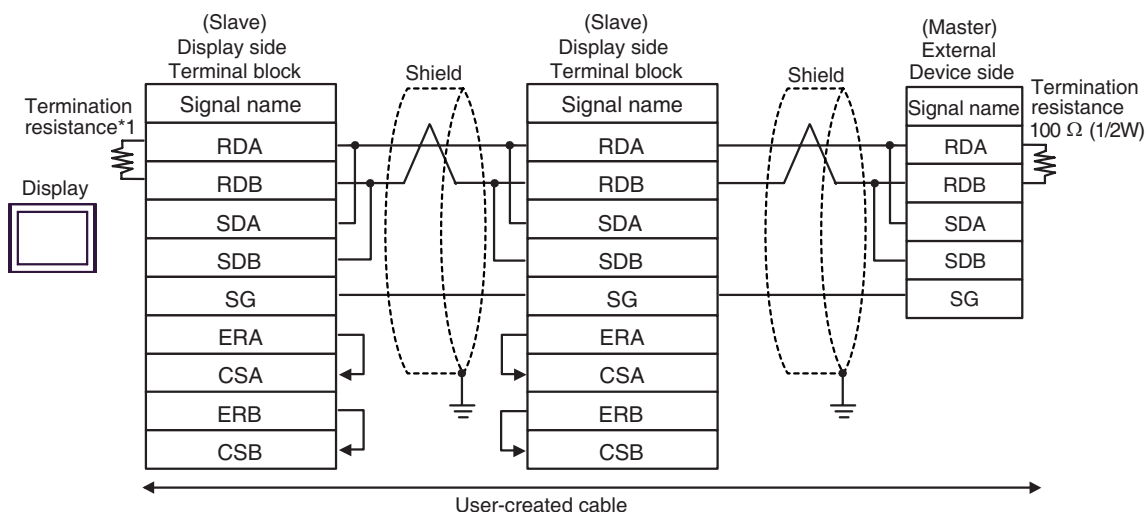 (Slave)
Display side
Terminal block
(Slave)
Display side
Terminal block
(Master)
External
Device side
Shield
Shield
Termination
resistance*1
Termination
resistance
100 Ω (1/2W)
Display
Signal name
RDA
RDB
SDA
SDB
SG
ERA
CSA
ERB
CSB
Signal name
RDA
RDB
SDA
SDB
SG
ERA
CSA
ERB
CSB
Signal name
RDA
RDB
SDA
SDB
SG
User-created cable